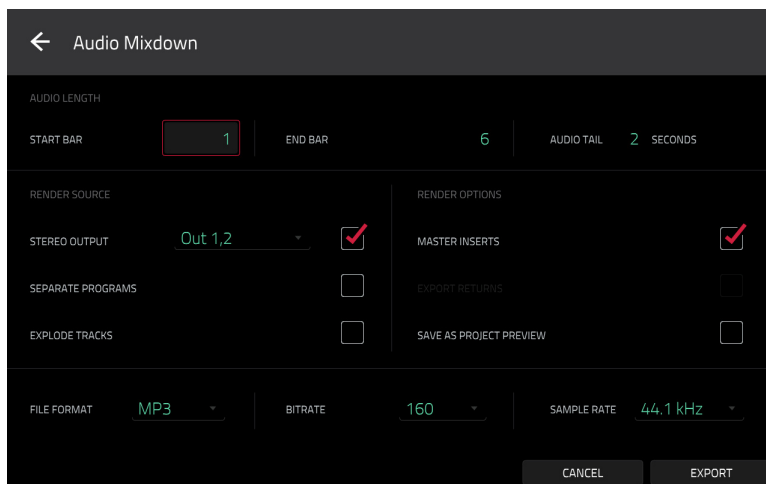 Audio Mixdown
AUDIO LENGTH
START BAR 1 END BAR 6 AUDIO TAIL 2 SECONDS
RENDER SOURCE RENDER OPTIONS
STEREO OUTPUT Out 1,2 MASTER INSERTS
SEPARATE PROGRAMS EXPORT RETURNS
EXPLODE TRACKS SAVE AS PROJECT PREVIEW
FILE FORMAT MP3 BITRATE 160 SAMPLE RATE 44.1 kHz
CANCEL EXPORT